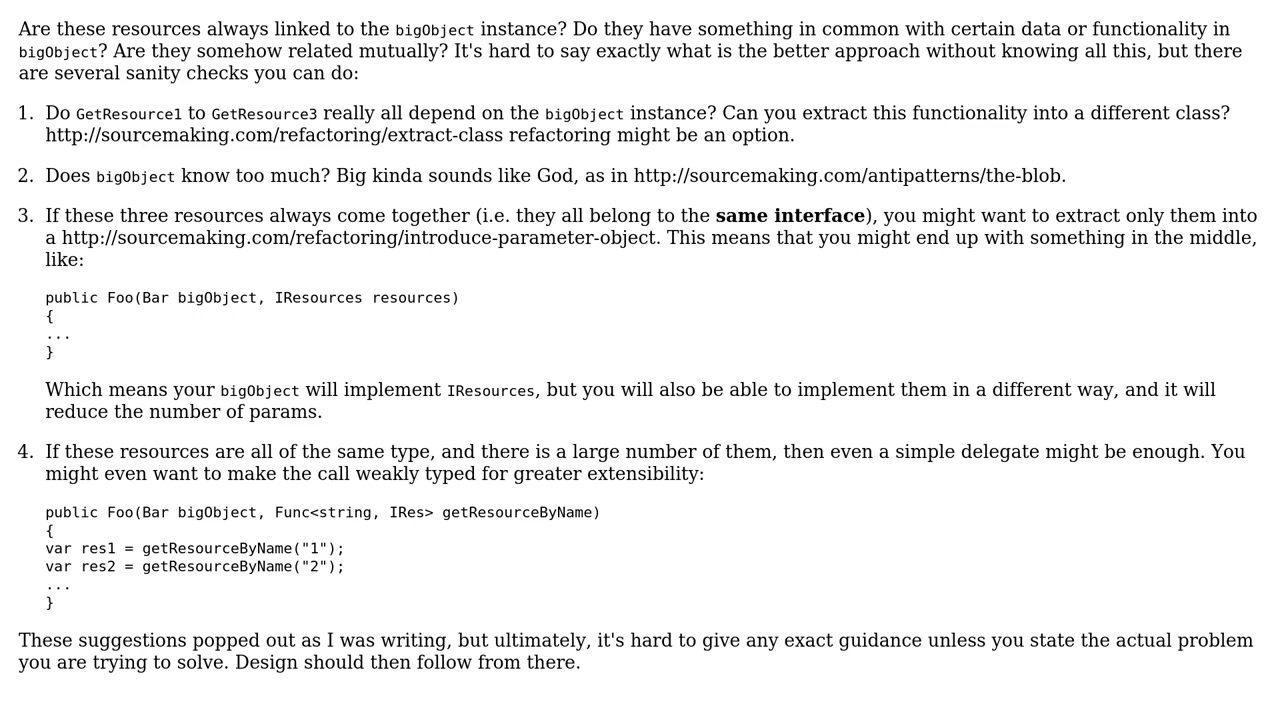 Are these resources always linked to the bigObject instance? Do they have something in common with certain data or functionality in
bigObject? Are they somehow related mutually? It's hard to say exactly what is the better approach without knowing all this, but there
are several sanity checks you can do:
1. Do GetResource1 to GetResource3 really all depend on the bigObject instance? Can you extract this functionality into a different class?
http://sourcemaking.com/refactoring/extract-class refactoring might be an option.
2. Does bigObject know too much? Big kinda sounds like God, as in http://sourcemaking.com/antipatterns/the-blob.
3. If these three resources always come together (i.e. they all belong to the same interface), you might want to extract only them into
a http://sourcemaking.com/refactoring/introduce-parameter-object. This means that you might end up with something in the middle,
like:
public Foo(Bar bigObject, IResources resources)
{
...
}
Which means your bigObject will implement IResources, but you will also be able to implement them in a different way, and it will
reduce the number of params.
4. If these resources are all of the same type, and there is a large number of them, then even a simple delegate might be enough. You
might even want to make the call weakly typed for greater extensibility:
public Foo(Bar bigObject, Func<string, IRes> getResourceByName)
{
var res1 = getResourceByName("1");
var res2 = getResourceByName("2");
...
}
These suggestions popped out as I was writing, but ultimately, it's hard to give any exact guidance unless you state the actual problem
you are trying to solve. Design should then follow from there.